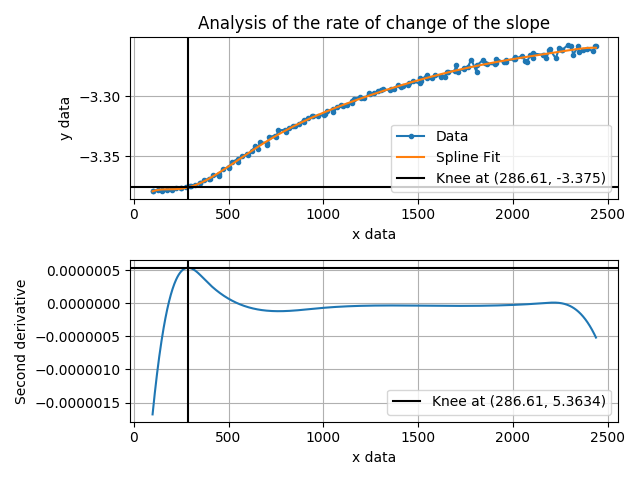 Analysis of the rate of change of the slope
y data
−3.30
−3.35
Data
Spline Fit
Knee at (286.61, -3.375)
0 500 1000 1500 2000 2500
x data
Second derivative
0.0000005
0.0000000
−0.0000005
−0.0000010
−0.0000015
Knee at (286.61, 5.3634)
0 500 1000 1500 2000 2500
x data